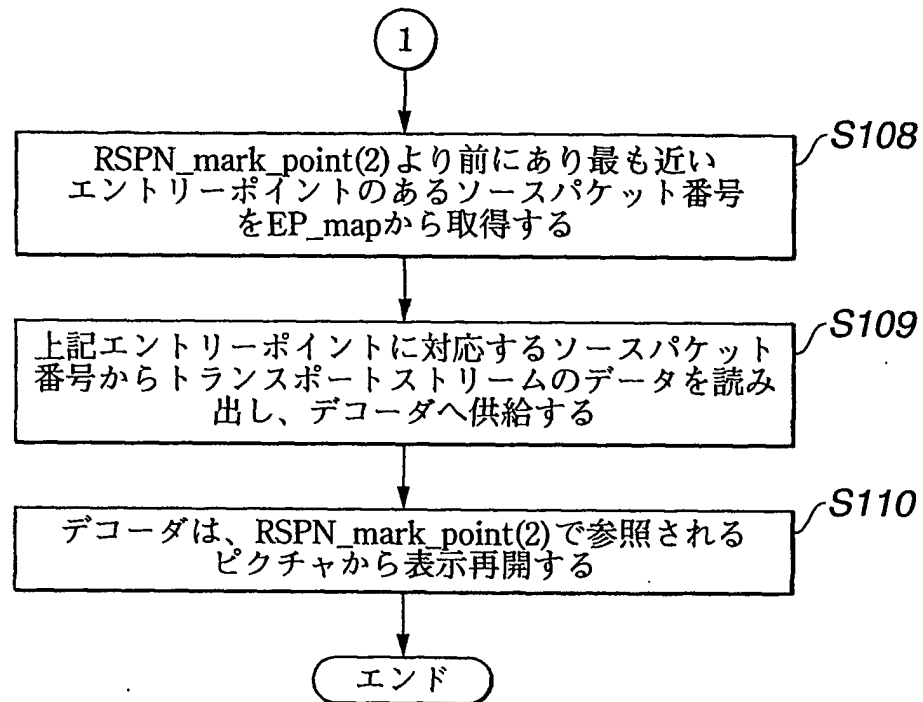 1
RSPN_mark_point(2)より前にあり最も近い
エントリーポイントのあるソースパケット番号
をEP_mapから取得する
S108
上記エントリーポイントに対応するソースパケット
番号からトランスポートストリームのデータを読み
出し、デコーダへ供給する
S109
デコーダは、RSPN_mark_point(2)で参照される
ピクチャから表示再開する
S110
エンド